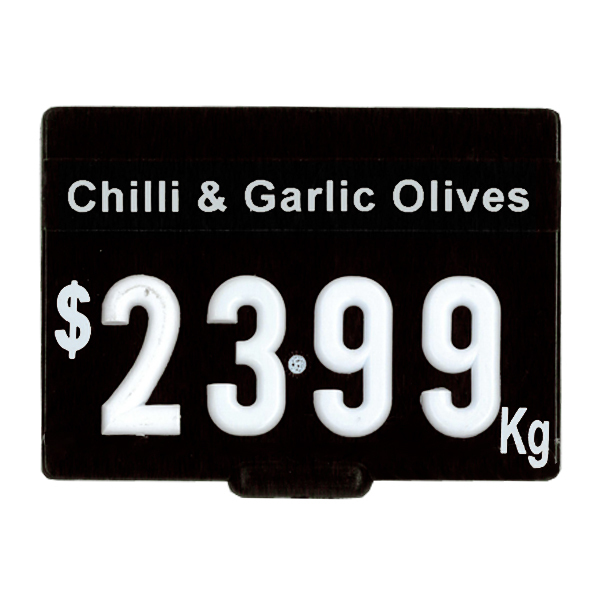 Chilli & Garlic Olives
$23.99 Kg